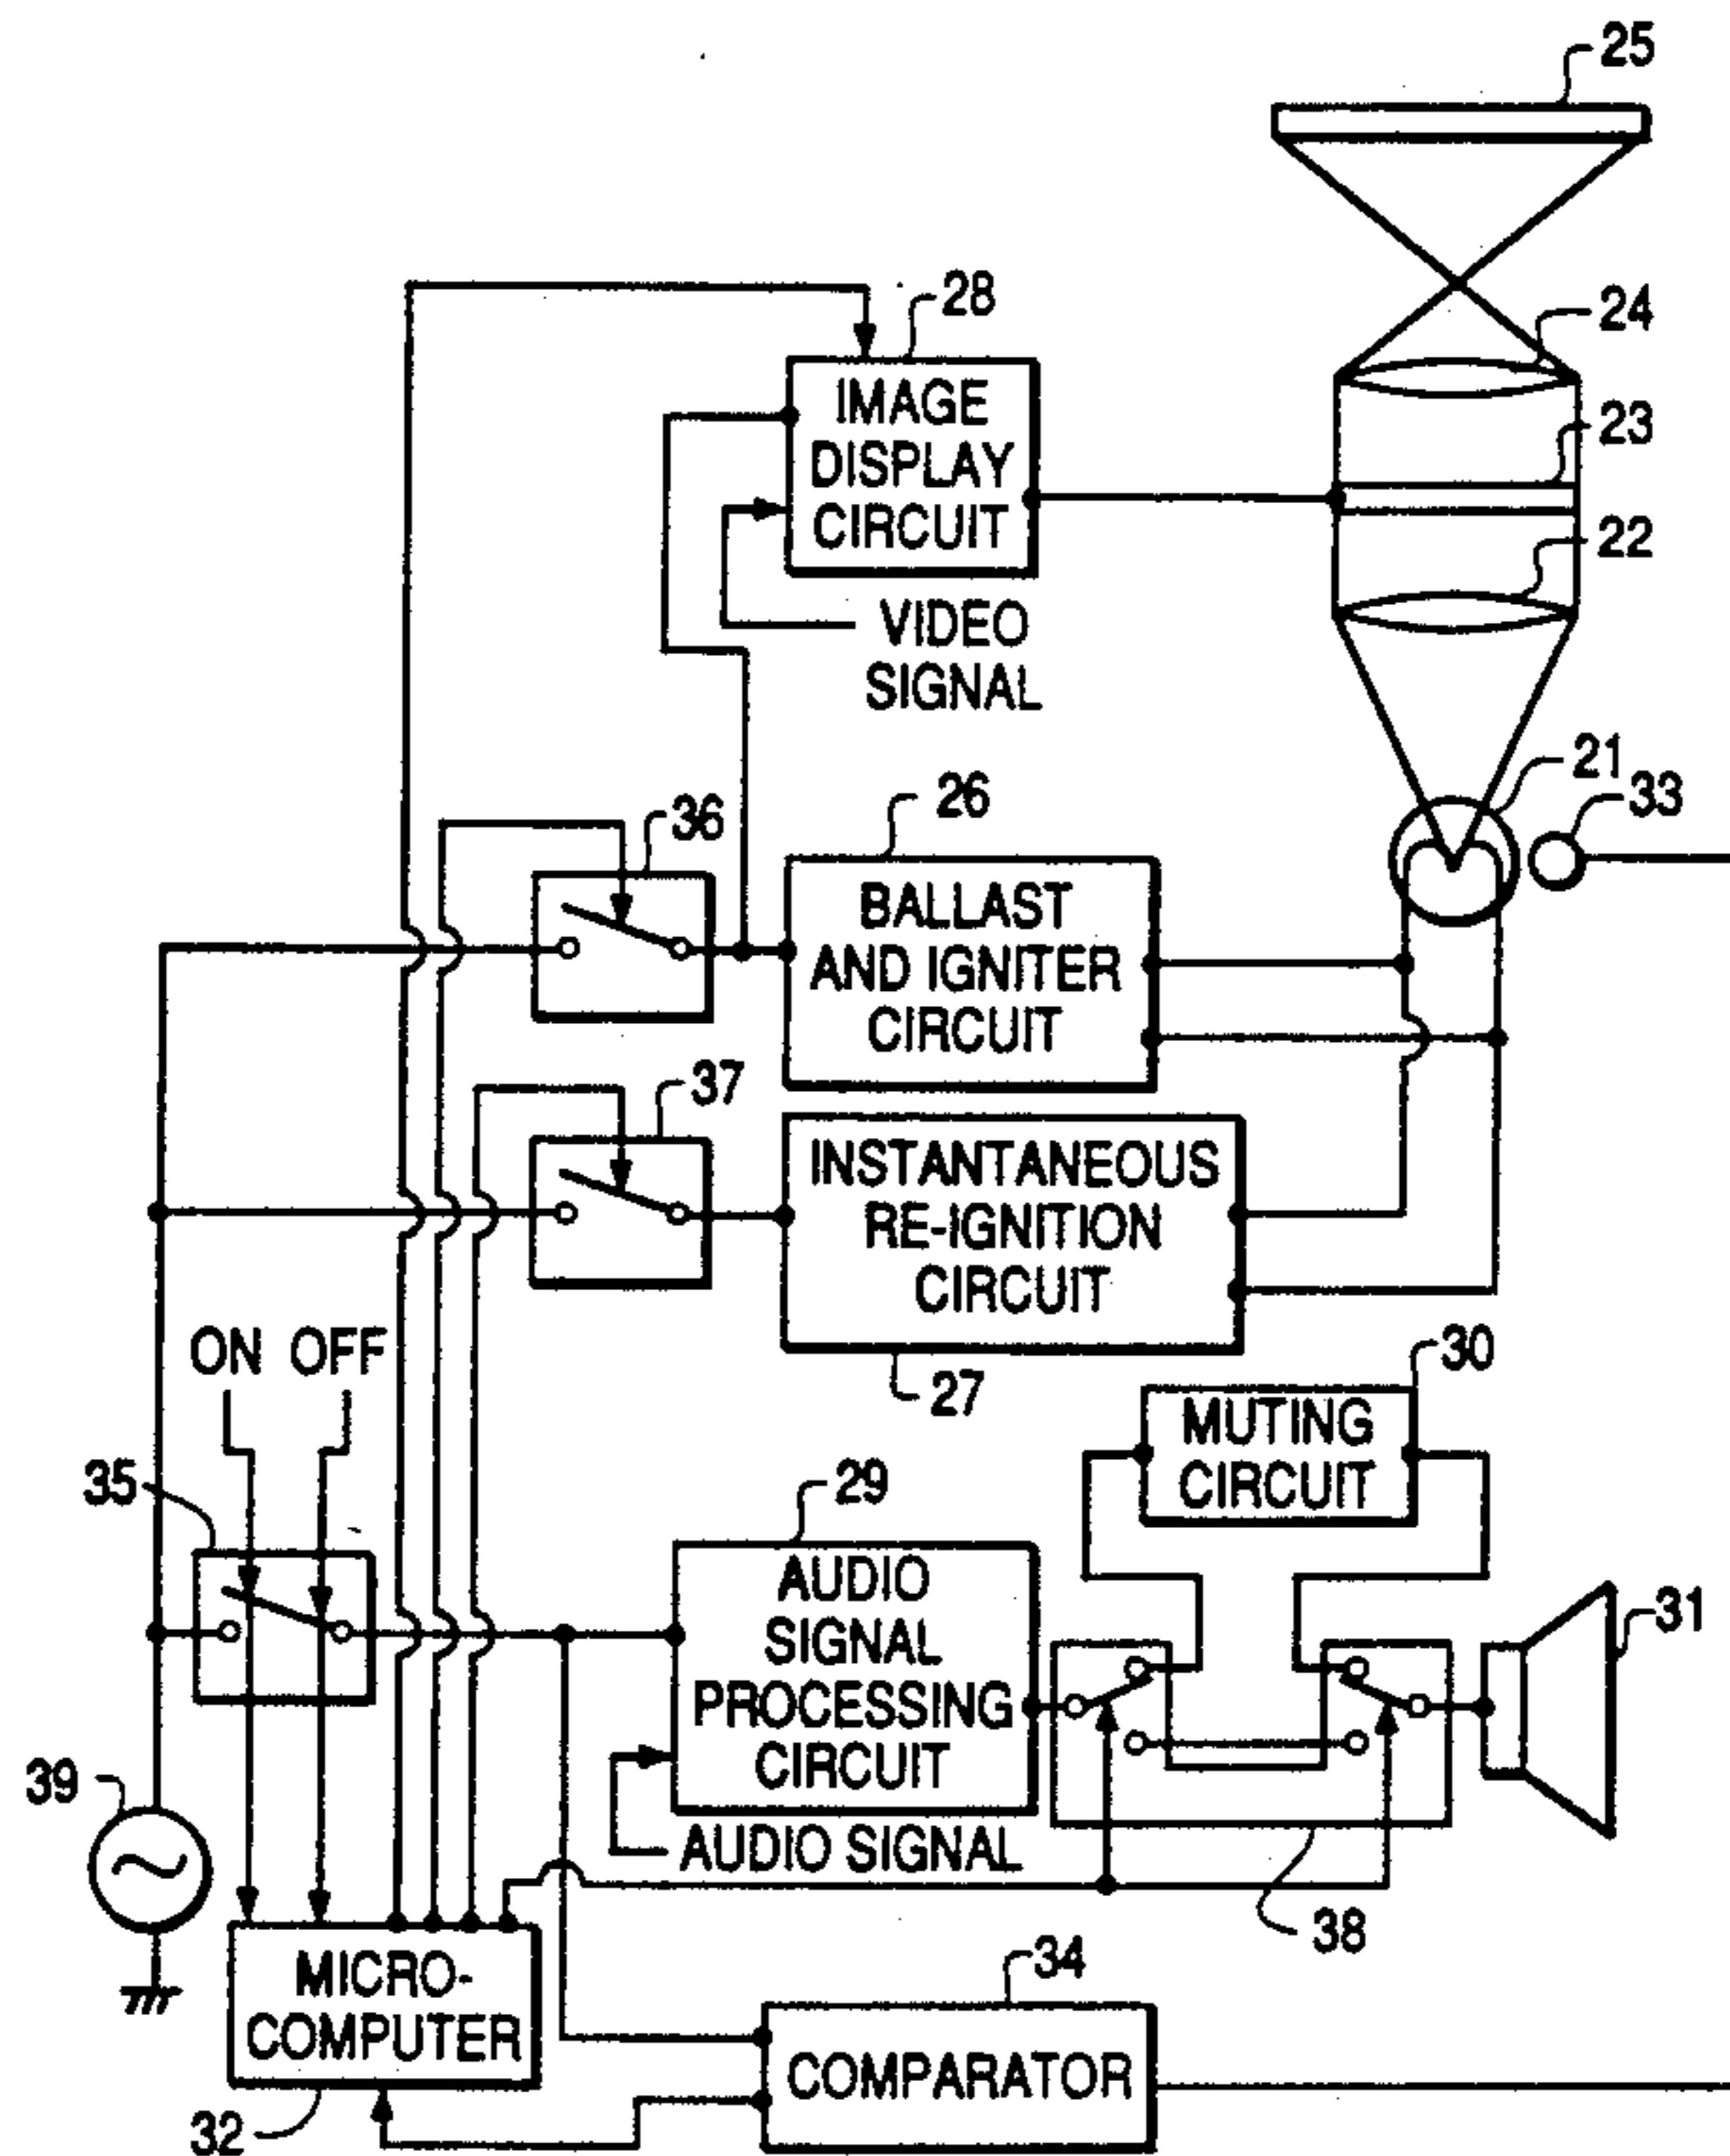 25
28
24
IMAGE
DISPLAY
CIRCUIT
23
22
VIDEO
SIGNAL
21
33
26
36
BALLAST
AND IGNITER
CIRCUIT
37
INSTANTANEOUS
RE-IGNITION
CIRCUIT
27
ON OFF
30
MUTING
CIRCUIT
35
29
AUDIO
SIGNAL
PROCESSING
CIRCUIT
31
39
AUDIO SIGNAL
38
MICRO-
COMPUTER
34
COMPARATOR
32